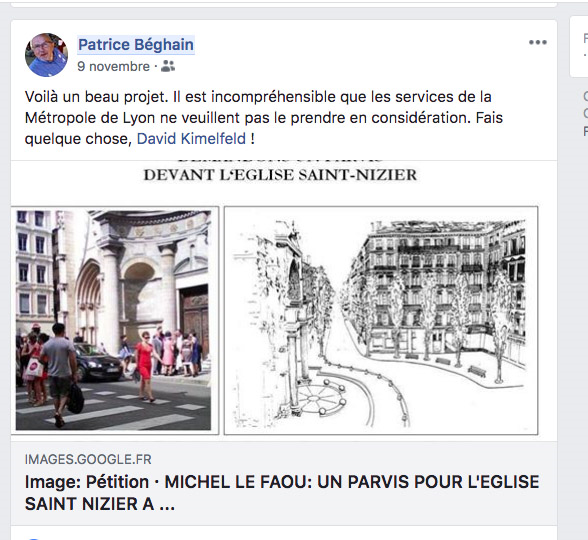 Patrice Béghain
9 novembre ·
Voilà un beau projet. Il est incompréhensible que les services de la
Métropole de Lyon ne veuillent pas le prendre en considération. Fais
quelque chose, David Kimelfeld !
DEVANT L'EGLISE SAINT-NIZIER
IMAGES.GOOGLE.FR
Image: Pétition · MICHEL LE FAOU: UN PARVIS POUR L'EGLISE
SAINT NIZIER A ...